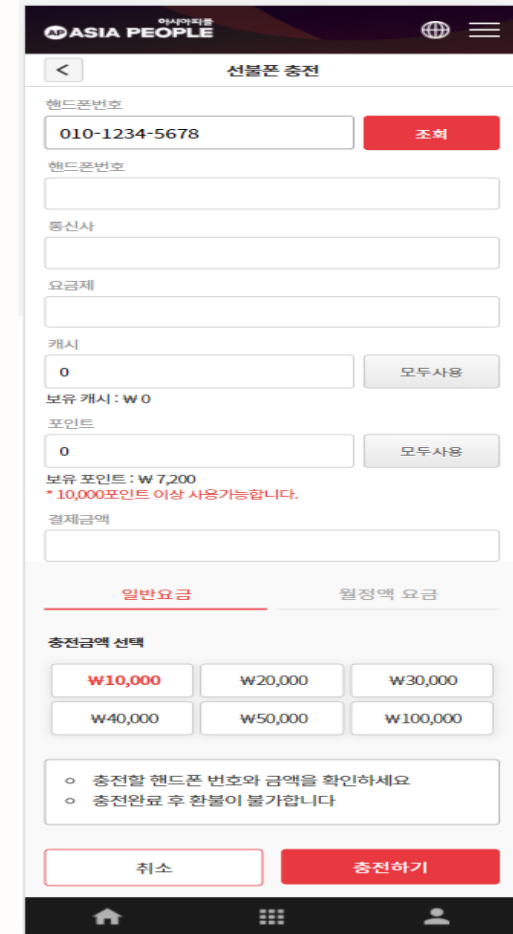 아시아피플
ASIA PEOPLE
<
선불폰 충전
핸드폰번호
010-1234-5678
조회
핸드폰번호
통신사
요금제
캐시
0
모두사용
보유 캐시 : ₩ 0
포인트
0
모두사용
보유 포인트 : ₩ 7,200
* 10,000포인트 이상 사용가능합니다.
결제금액
일반요금
월정액 요금
충전금액 선택
₩10,000
₩20,000
₩30,000
₩40,000
₩50,000
₩100,000
충전할 핸드폰 번호와 금액을 확인하세요
충전완료 후 환불이 불가합니다
취소
충전하기